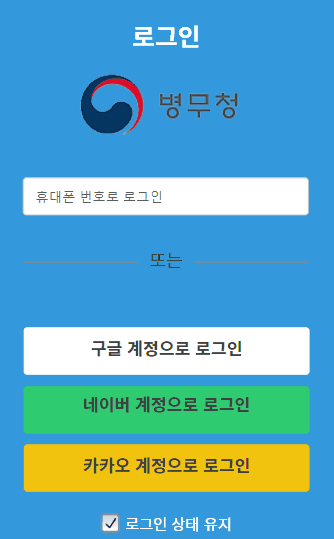 로그인
병무청
휴대폰 번호로 로그인
또는
구글 계정으로 로그인
네이버 계정으로 로그인
카카오 계정으로 로그인
로그인 상태 유지